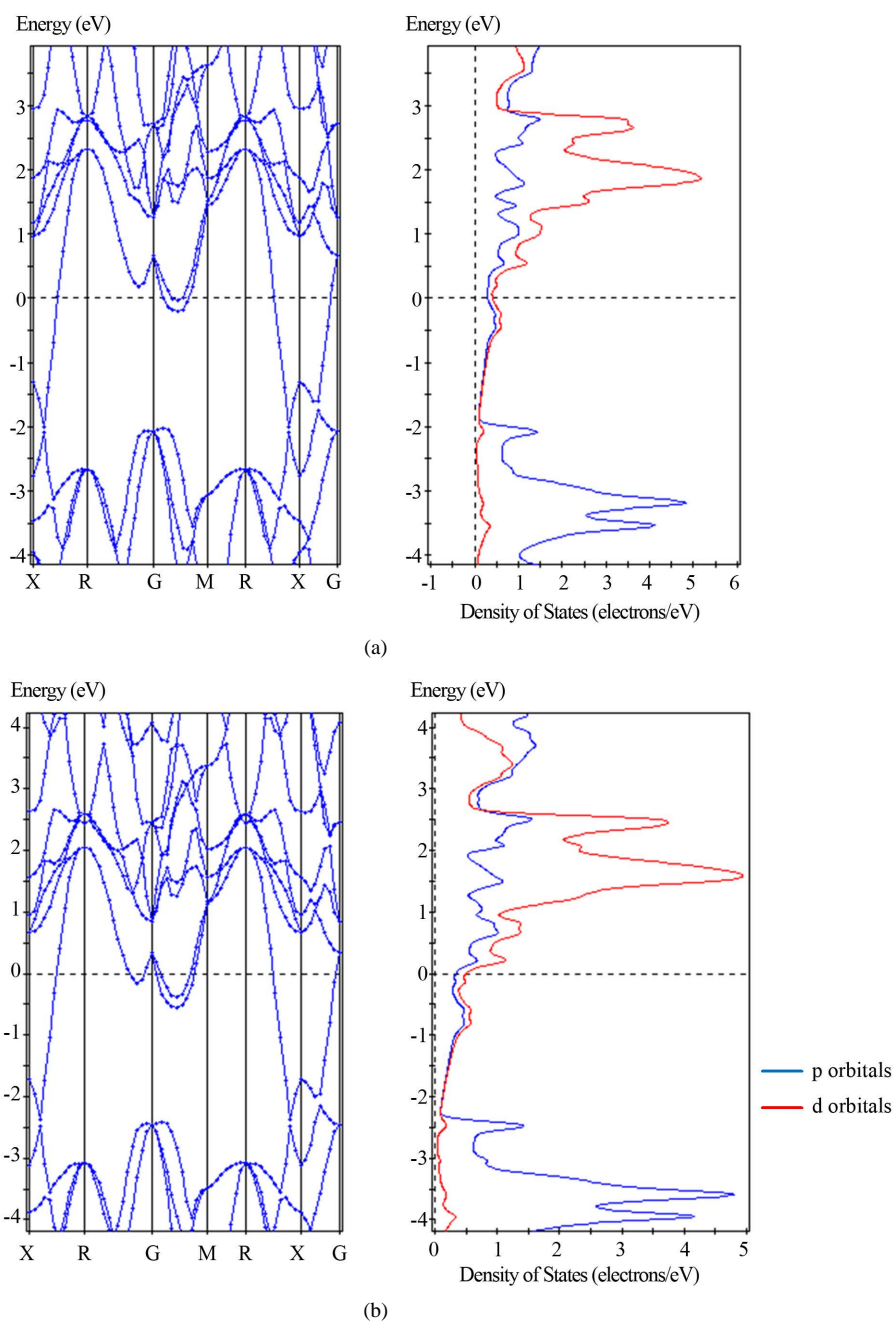 Energy (eV)
Energy (eV)
3
2
1
0
-1
-2
-3
-4
X R G M R X G
3
2
1
0
-1
-2
-3
-4
-1 0 1 2 3 4 5 6
Density of States (electrons/eV)
(a)
Energy (eV)
Energy (eV)
4
3
2
1
0
-1
-2
-3
-4
X R G M R X G
4
3
2
1
0
-1
-2
-3
-4
0 1 2 3 4 5
Density of States (electrons/eV)
p orbitals
d orbitals
(b)